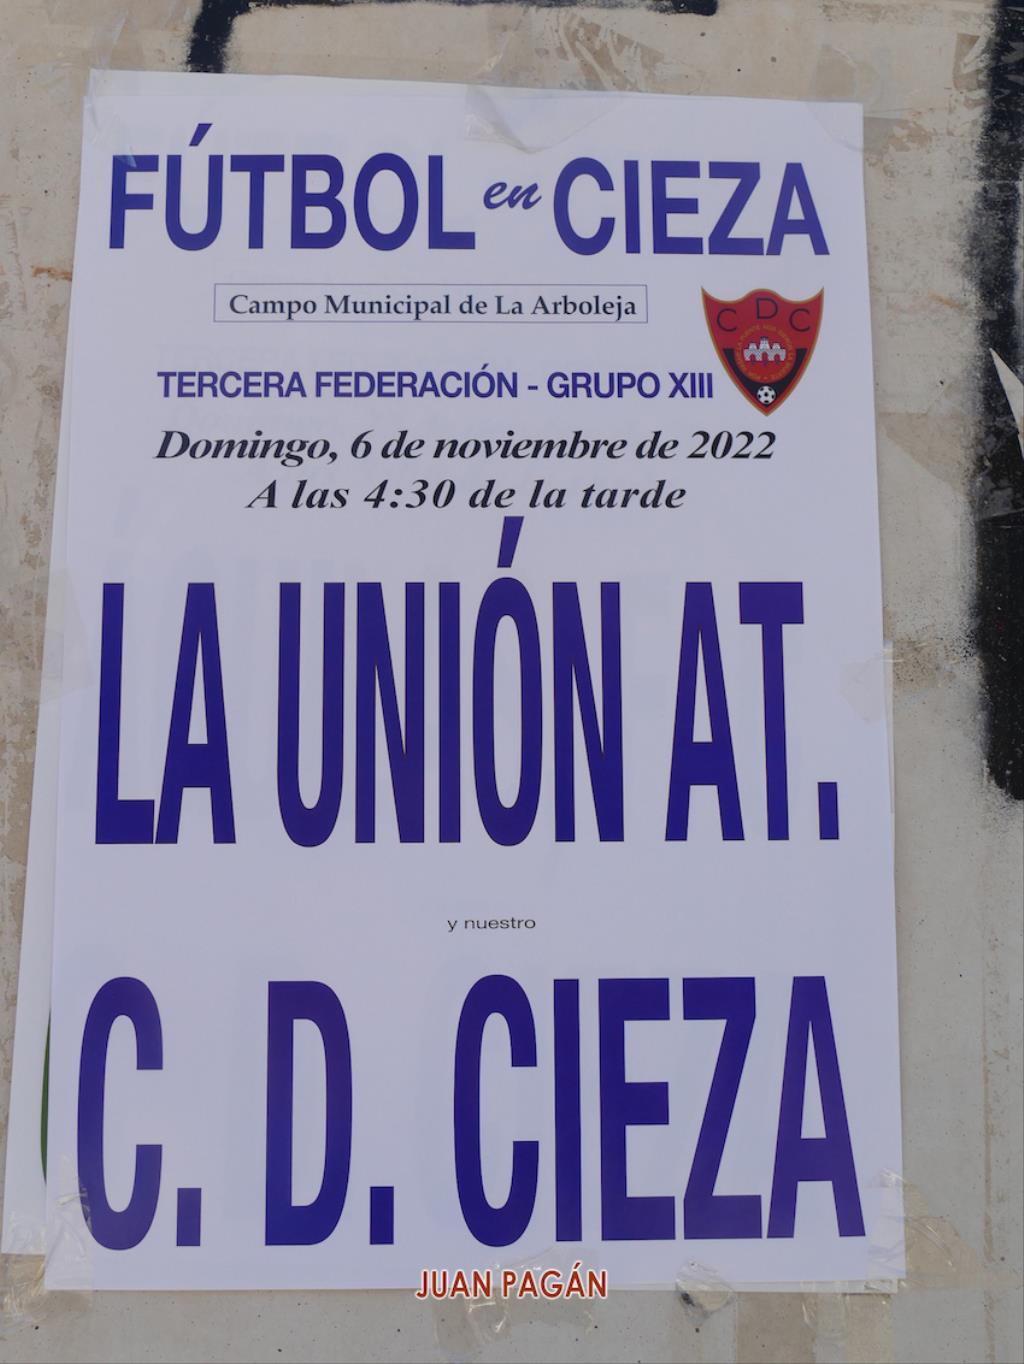 FÚTBOL en CIEZA
Campo Municipal de La Arboleja
C D C
TERCERA FEDERACIÓN - GRUPO XIII
Domingo, 6 de noviembre de 2022
A las 4:30 de la tarde
LA UNIÓN AT.
y nuestro
C. D. CIEZA
JUAN PAGÁN